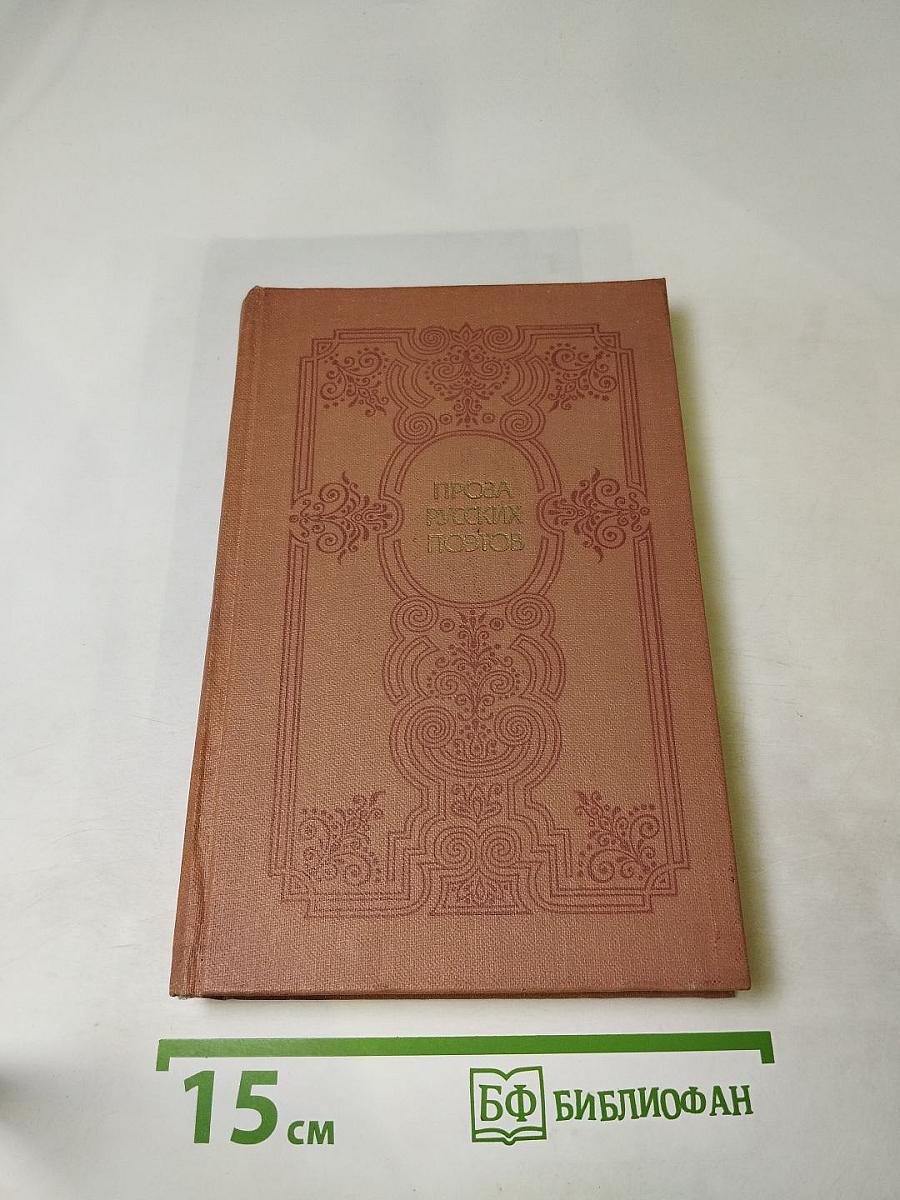 ПРОЗА
РУССКИХ
ПОЭТОВ
15 см
БФ БИБЛИОФАН